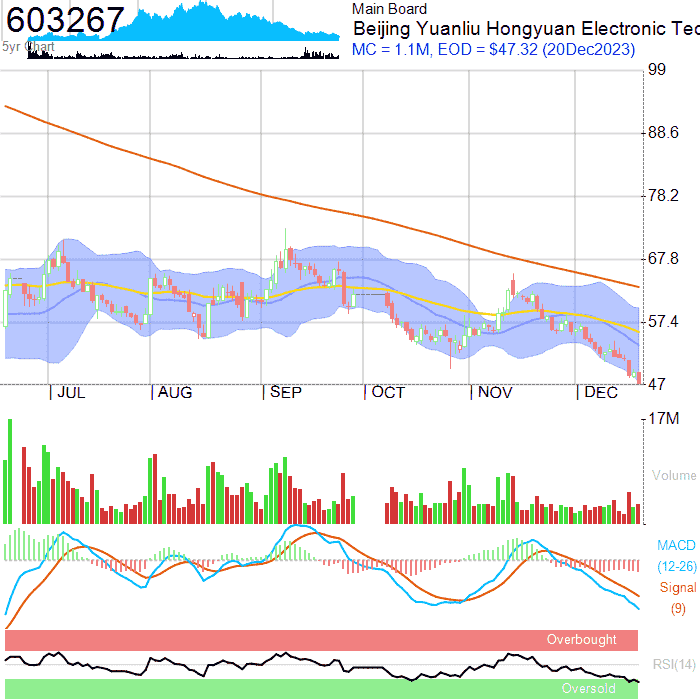 603267
5yr Chart
Main Board
Beijing Yuanliu Hongyuan Electronic Tec
MC = 1.1M, EOD = $47.32 (20Dec2023)
99
88.6
78.2
67.8
57.4
47
JUL AUG SEP OCT NOV DEC
17M
Volume
MACD
(12-26)
Signal
(9)
Overbought
RSI(14)
Oversold